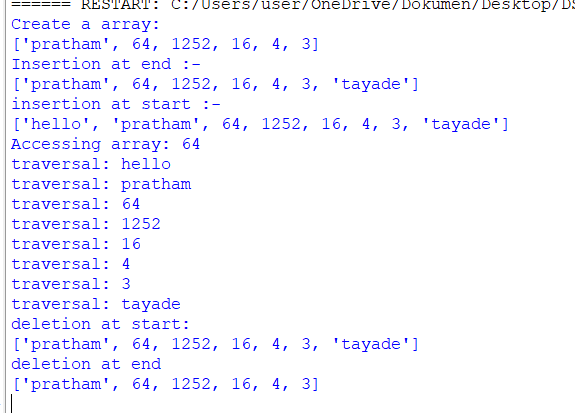 ====== RESTART: C:/Users/user/OneDrive/Dokumen/Desktop/DS
Create a array:
['pratham', 64, 1252, 16, 4, 3]
Insertion at end :-
['pratham', 64, 1252, 16, 4, 3, 'tayade']
insertion at start :-
['hello', 'pratham', 64, 1252, 16, 4, 3, 'tayade']
Accessing array: 64
traversal: hello
traversal: pratham
traversal: 64
traversal: 1252
traversal: 16
traversal: 4
traversal: 3
traversal: tayade
deletion at start:
['pratham', 64, 1252, 16, 4, 3, 'tayade']
deletion at end
['pratham', 64, 1252, 16, 4, 3]